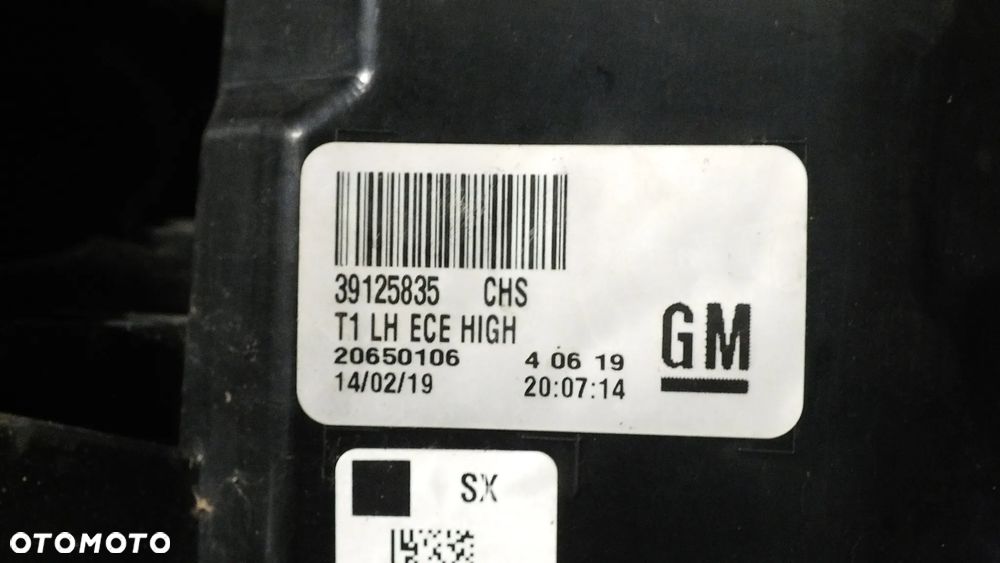 39125835 CHS
T1 LH ECE HIGH
20650106 4 06 19
14/02/19 20:07:14
GM
SX
OTOMOTO